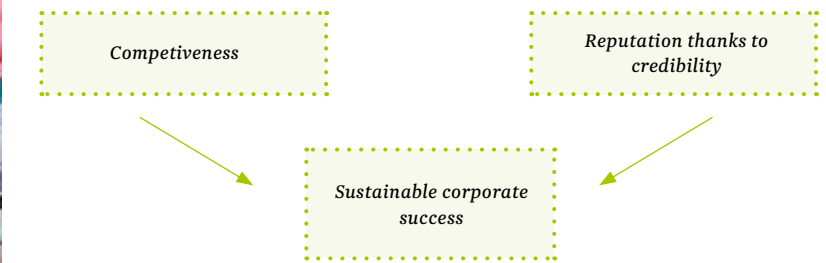 Competiveness
Reputation thanks to
credibility
Sustainable corporate
success